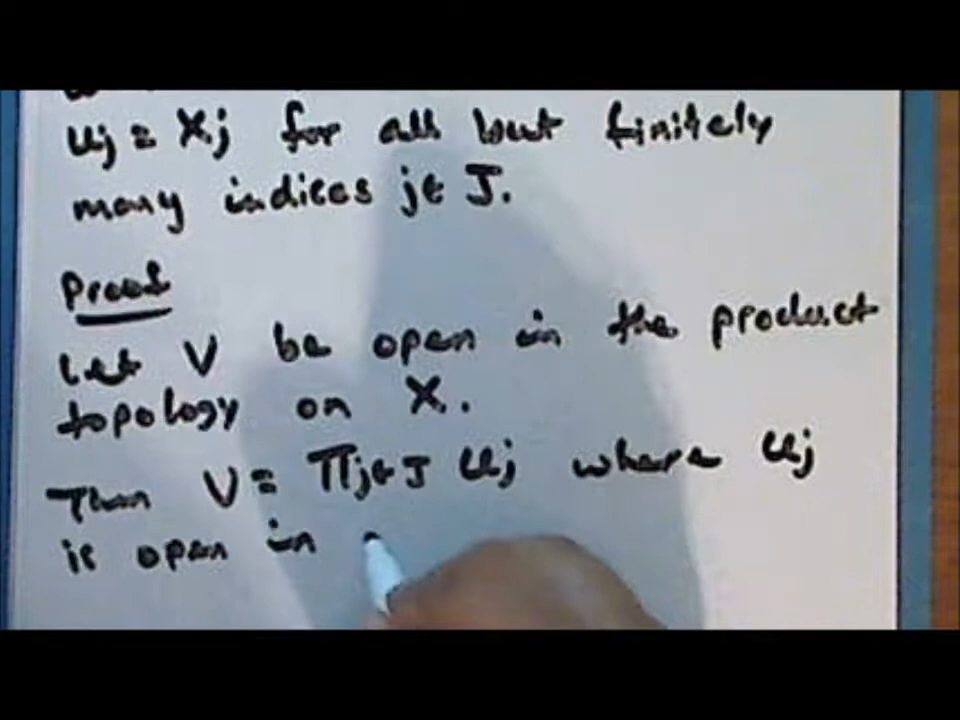 Uj = Xj for all but finitely
many indices j∈ J.
Proof
Let V be open in the product
topology on X.
Then V = Πj∈J Uj where Uj
is open in